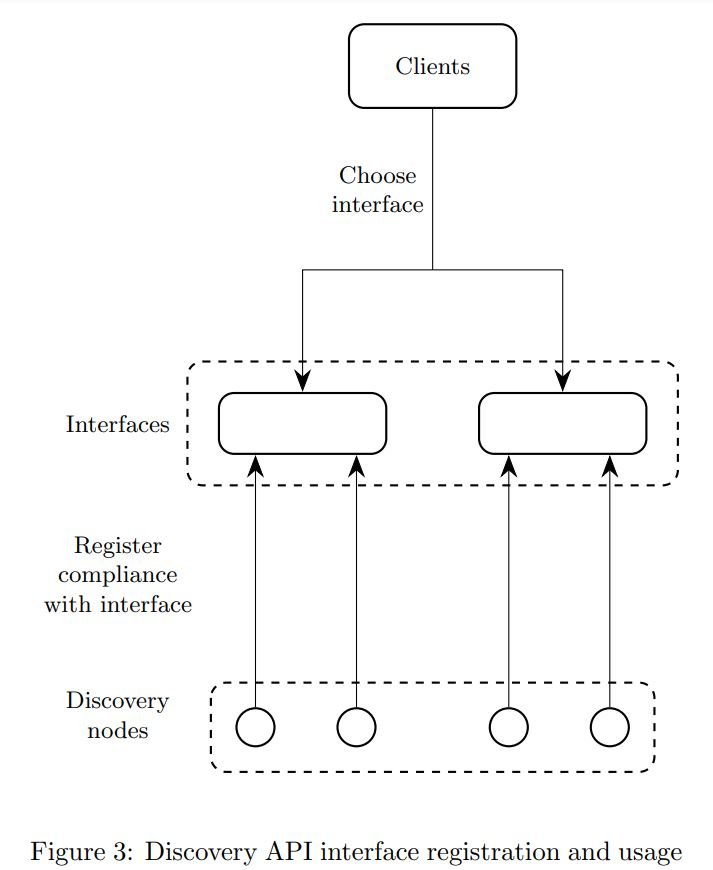 Clients
Choose
interface
Interfaces
Register
compliance
with interface
Discovery
nodes
Figure 3: Discovery API interface registration and usage